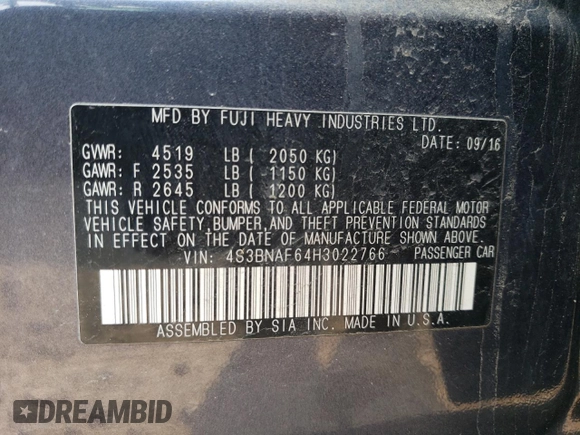 MFD BY FUJI HEAVY INDUSTRIES LTD.
DATE: 09/16
GVWR: 4519 LB ( 2050 KG)
GAWR: F 2535 LB ( 1150 KG)
GAWR: R 2645 LB ( 1200 KG)
THIS VEHICLE CONFORMS TO ALL APPLICABLE FEDERAL MOTOR
VEHICLE SAFETY,BUMPER,AND THEFT PREVENTION STANDARDS
IN EFFECT ON THE DATE OF MANUFACTURE SHOWN ABOVE.
VIN: 4S3BNAF64H3022766 PASSENGER CAR
ASSEMBLED BY SIA INC. MADE IN U.S.A.
DREAMBID